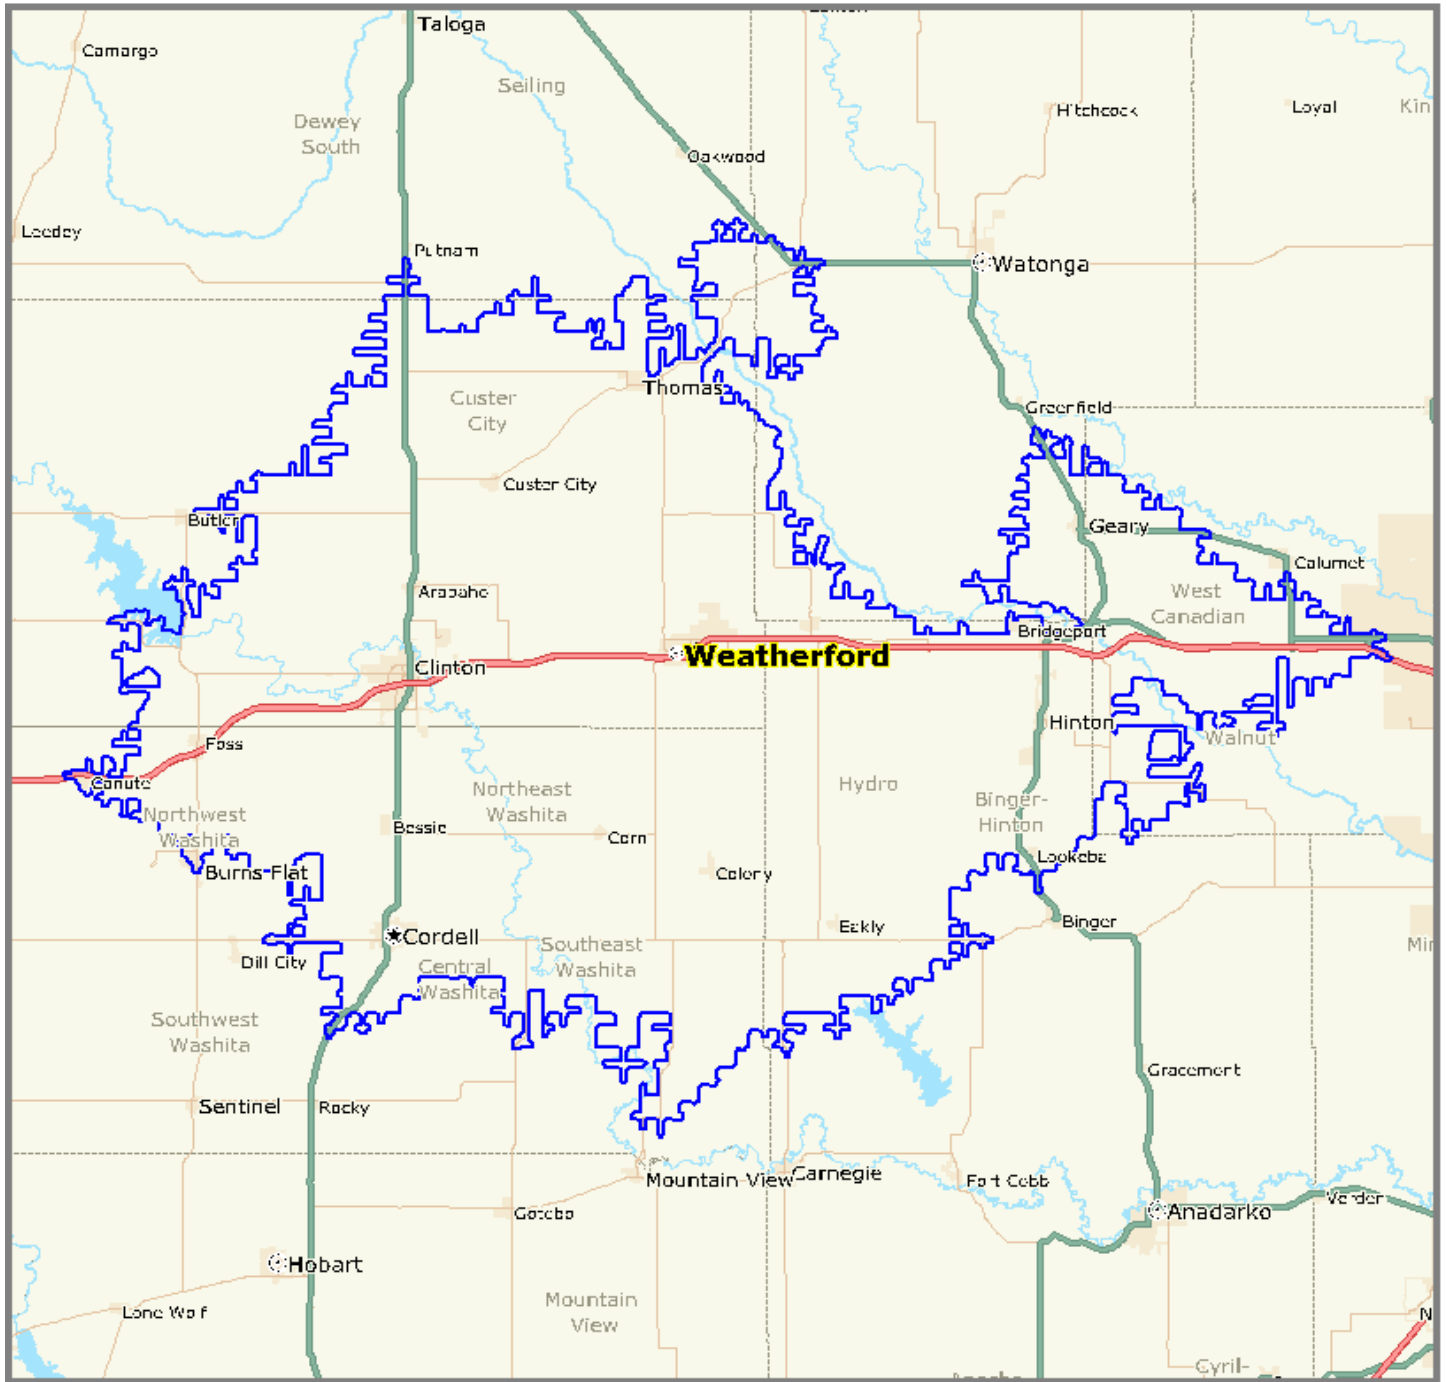 Taloga
Camargo
Seiling
Loyal
Kin
Hitchcock
Dewey
South
Oakwood
Leedey
Putnam
Watonga
Thomas
Custer
City
Greenfield
Custer City
Butler
Geary
Calumet
Arapaho
West
Canadian
Bridgeport
Weatherford
Clinton
Hinton
Foss
Walnut
Canute
Northeast
Washita
Hydro
Binger-
Hinton
Northwest
Washita
Bessie
Corn
Lookeba
Burns Flat
Colony
Eakly
Binger
Cordell
Southeast
Washita
Dill City
Central
Washita
Southwest
Washita
Gracemont
Sentinel
Rocky
Mountain View
Carnegie
Fort Cobb
Verden
Gotebo
Anadarko
Hobart
Mountain
View
Lone Wolf
N
Cyril-